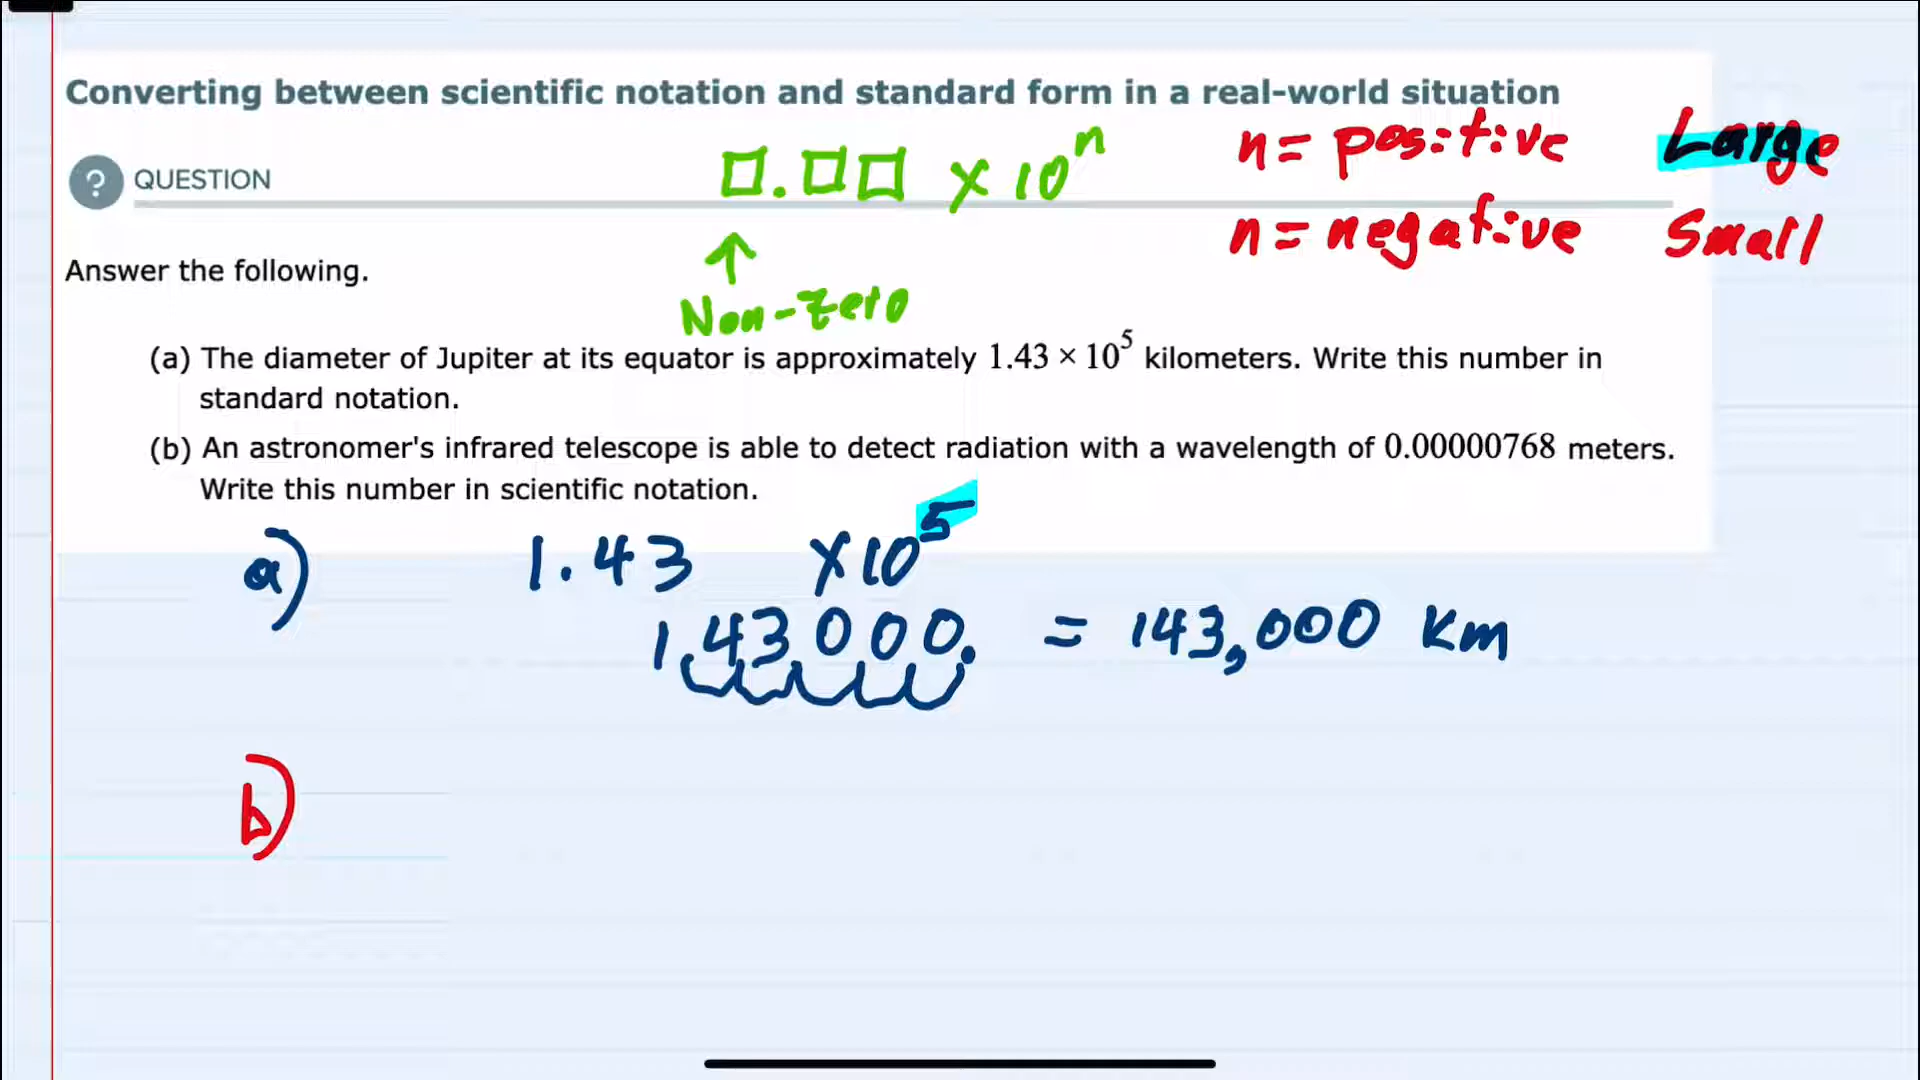 Converting between scientific notation and standard form in a real-world situation
n = positive Large
? QUESTION
□.□□ × 10ⁿ
n = negative Small
Answer the following.
↑
Non-zero
(a) The diameter of Jupiter at its equator is approximately 1.43 × 10⁵ kilometers. Write this number in
standard notation.
(b) An astronomer's infrared telescope is able to detect radiation with a wavelength of 0.00000768 meters.
Write this number in scientific notation.
a) 1.43 ×10⁵
1.43000. = 143,000 Km
b)